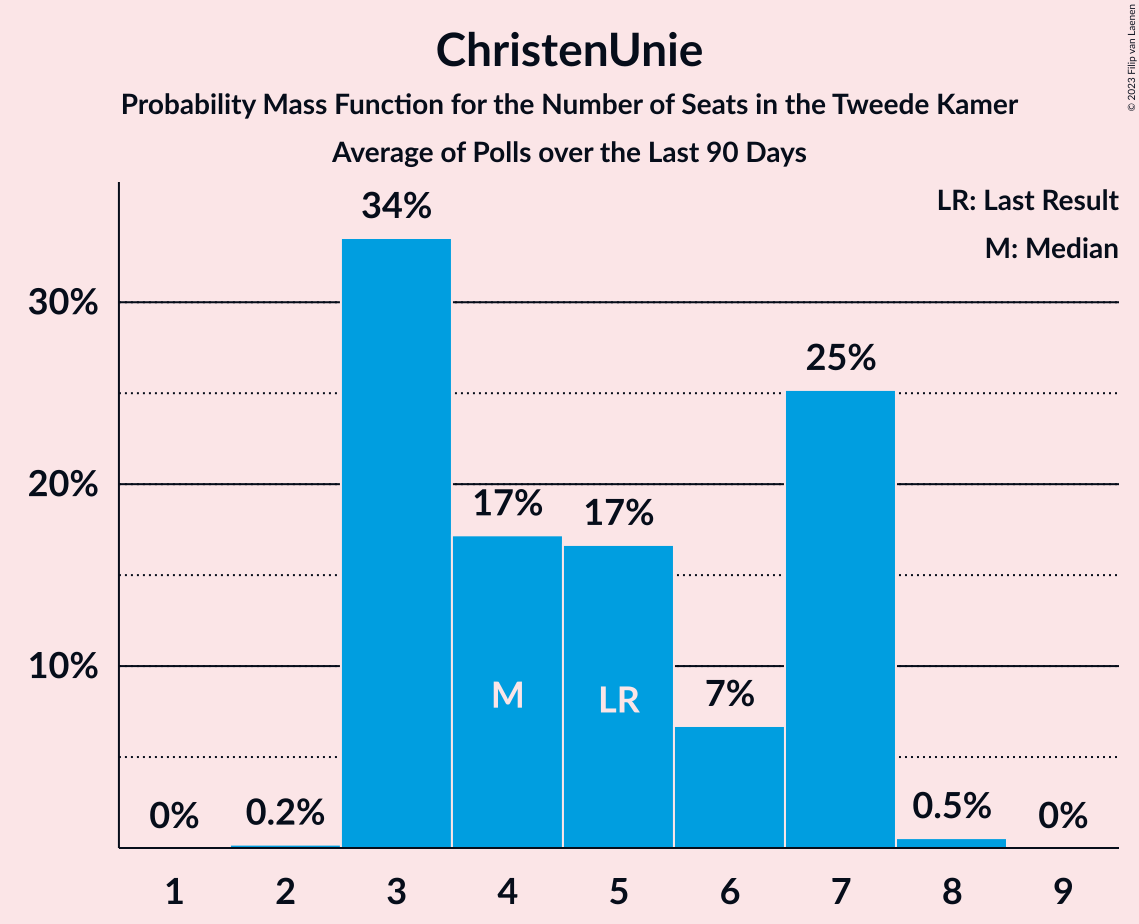 ChristenUnie
Probability Mass Function for the Number of Seats in the Tweede Kamer
Average of Polls over the Last 90 Days
© 2023 Filip van Laenen
LR: Last Result
M: Median
34%
30%
25%
20%
17%
17%
10%
7%
M
LR
0%
0.2%
0.5%
0%
1 2 3 4 5 6 7 8 9